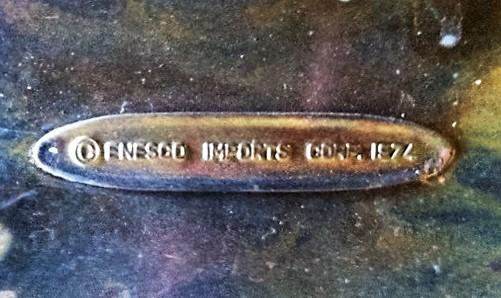 © ENESCO IMPORTS CORP. 1974